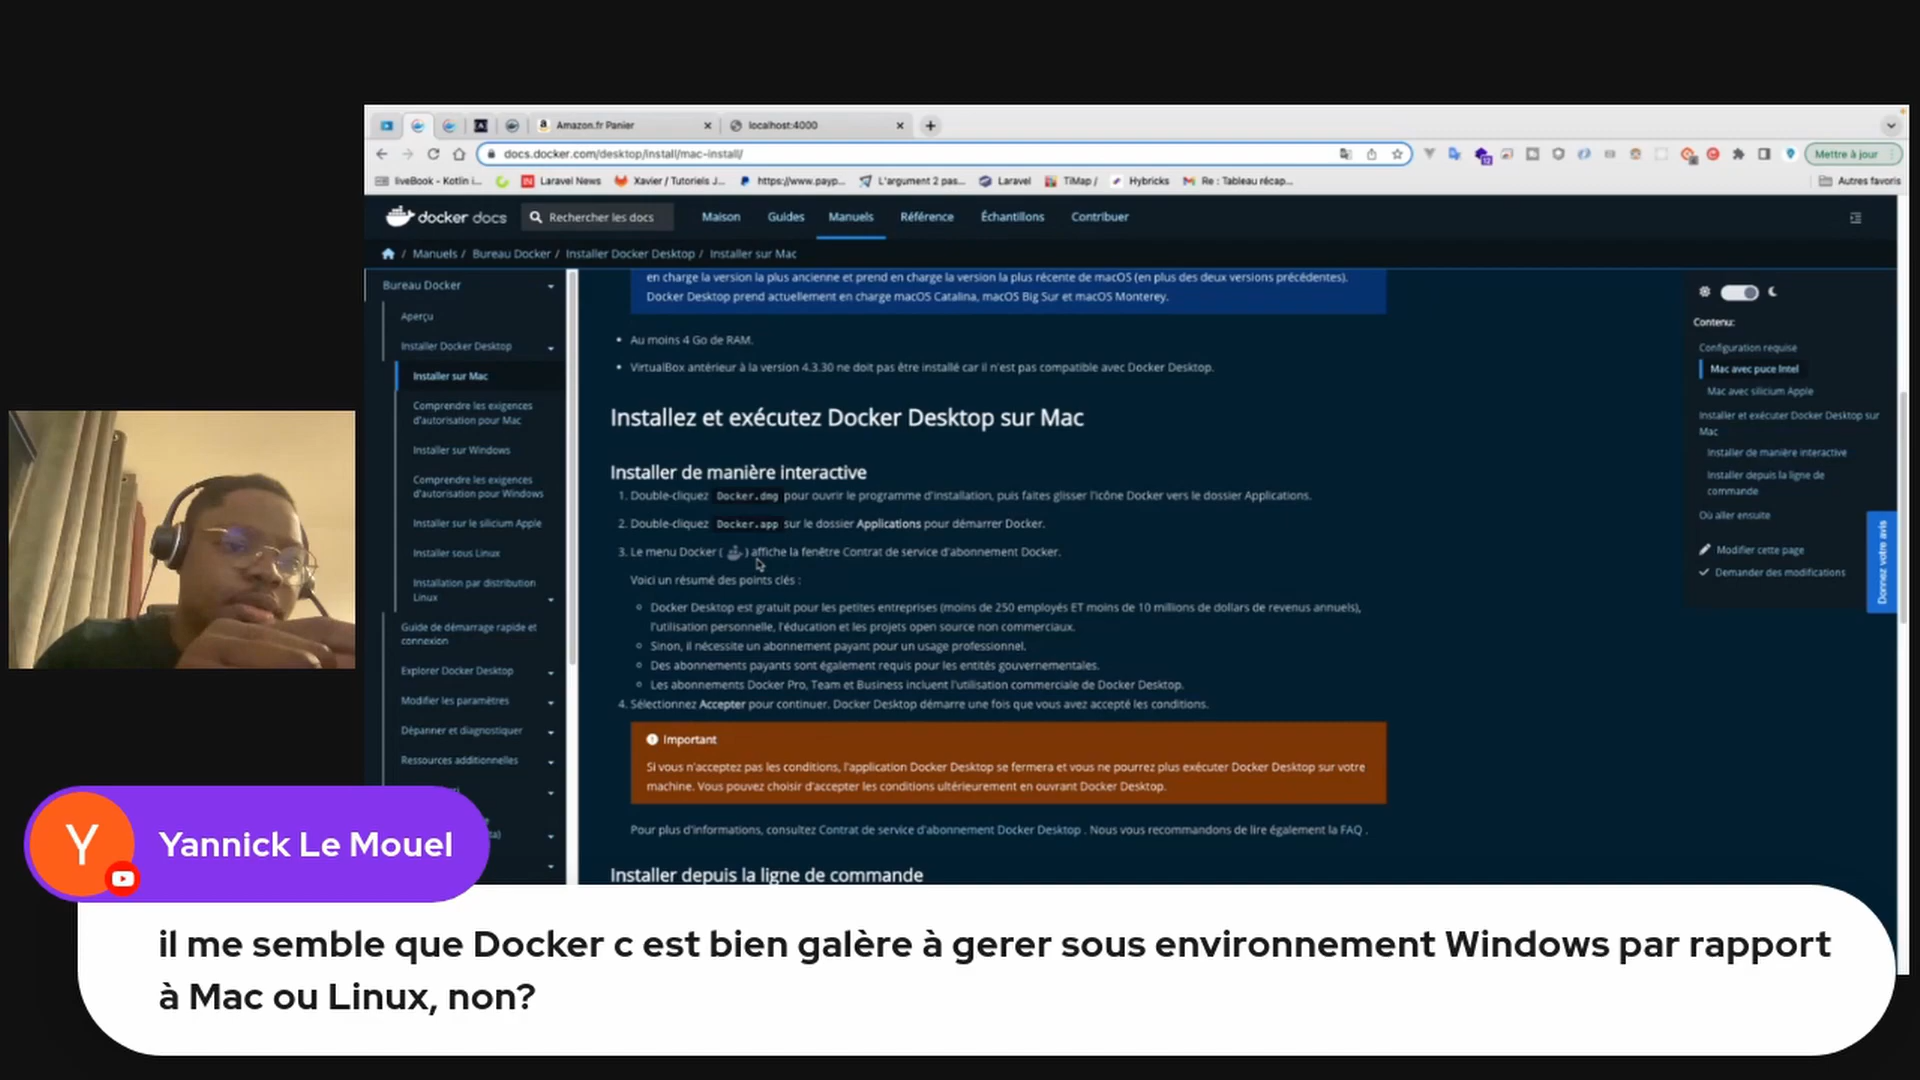 Amazon.fr Panier
localhost:4000
docs.docker.com/desktop/install/mac-install/
Mettre à jour
liveBook - Kotlin i...
Laravel News
Xavier / Tutoriels J...
https://www.payp...
L'argument 2 pas...
Laravel
TiMap /
Hybricks
Re : Tableau récap...
Autres favoris
docker docs
Rechercher les docs
Maison
Guides
Manuels
Référence
Échantillons
Contribuer
/ Manuels / Bureau Docker / Installer Docker Desktop / Installer sur Mac
Bureau Docker
Aperçu
Installer Docker Desktop
Installer sur Mac
Comprendre les exigences
d'autorisation pour Mac
Installer sur Windows
Comprendre les exigences
d'autorisation pour Windows
Installer sur le silicium Apple
Installer sous Linux
Installation par distribution
Linux
Guide de démarrage rapide et
connexion
Explorer Docker Desktop
Modifier les paramètres
Dépanner et diagnostiquer
Ressources additionnelles
en charge la version la plus ancienne et prend en charge la version la plus récente de macOS (en plus des deux versions précédentes).
Docker Desktop prend actuellement en charge macOS Catalina, macOS Big Sur et macOS Monterey.
• Au moins 4 Go de RAM.
• VirtualBox antérieur à la version 4.3.30 ne doit pas être installé car il n'est pas compatible avec Docker Desktop.
Installez et exécutez Docker Desktop sur Mac
Installer de manière interactive
1. Double-cliquez Docker.dmg pour ouvrir le programme d'installation, puis faites glisser l'icône Docker vers le dossier Applications.
2. Double-cliquez Docker.app sur le dossier Applications pour démarrer Docker.
3. Le menu Docker ( ) affiche la fenêtre Contrat de service d'abonnement Docker.
Voici un résumé des points clés :
Docker Desktop est gratuit pour les petites entreprises (moins de 250 employés ET moins de 10 millions de dollars de revenus annuels),
l'utilisation personnelle, l'éducation et les projets open source non commerciaux.
Sinon, il nécessite un abonnement payant pour un usage professionnel.
Des abonnements payants sont également requis pour les entités gouvernementales.
Les abonnements Docker Pro, Team et Business incluent l'utilisation commerciale de Docker Desktop.
4. Sélectionnez Accepter pour continuer. Docker Desktop démarre une fois que vous avez accepté les conditions.
Important
Si vous n'acceptez pas les conditions, l'application Docker Desktop se fermera et vous ne pourrez plus exécuter Docker Desktop sur votre
machine. Vous pouvez choisir d'accepter les conditions ultérieurement en ouvrant Docker Desktop.
Pour plus d'informations, consultez Contrat de service d'abonnement Docker Desktop . Nous vous recommandons de lire également la FAQ .
Installer depuis la ligne de commande
Contenu:
Configuration requise
Mac avec puce Intel
Mac avec silicium Apple
Installer et exécuter Docker Desktop sur
Mac
Installer de manière interactive
Installer depuis la ligne de
commande
Où aller ensuite
Modifier cette page
Demander des modifications
Donnez votre avis
Y
Yannick Le Mouel
il me semble que Docker c est bien galère à gerer sous environnement Windows par rapport
à Mac ou Linux, non?